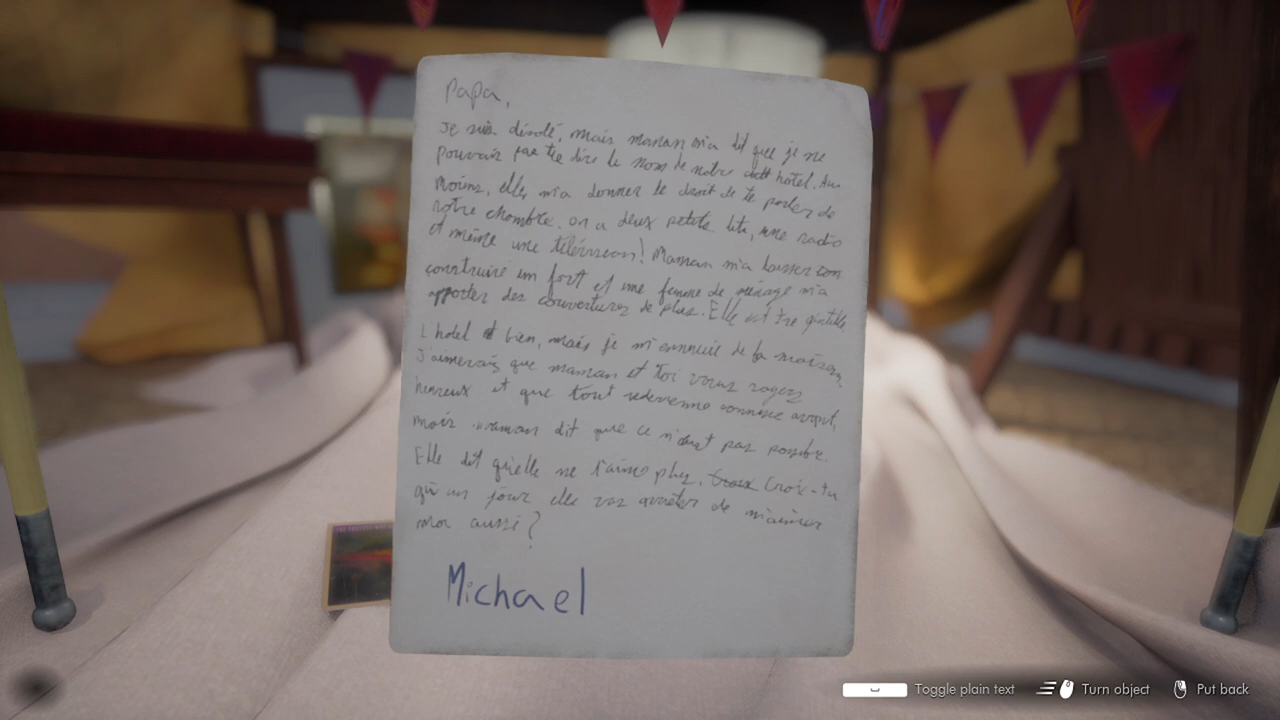 Papa,
Je suis désolé, mais maman m'a dit que je ne
pouvais pas te dire le nom de notre hôtel. Au
moins, elle m'a donner le droit de te parler de
notre chambre. on a deux petits lits, une radio
et même une télévision! Maman m'a laisser
construire un fort et une femme de ménage m'a
apporter des couvertures de plus. Elle est tre gentille
L'hotel est bien, mais je m'ennuie de la maison.
J'aimerais que maman et toi vous soyez
heureux et que tout redevienne comme avant,
mais maman dit que ce n'est pas possible.
Elle dit qu'elle ne t'aime plus. Crois-tu
qu'un jour elle vas arrêter de m'aimer
moi aussi?
Michael
Toggle plain text
Turn object
Put back